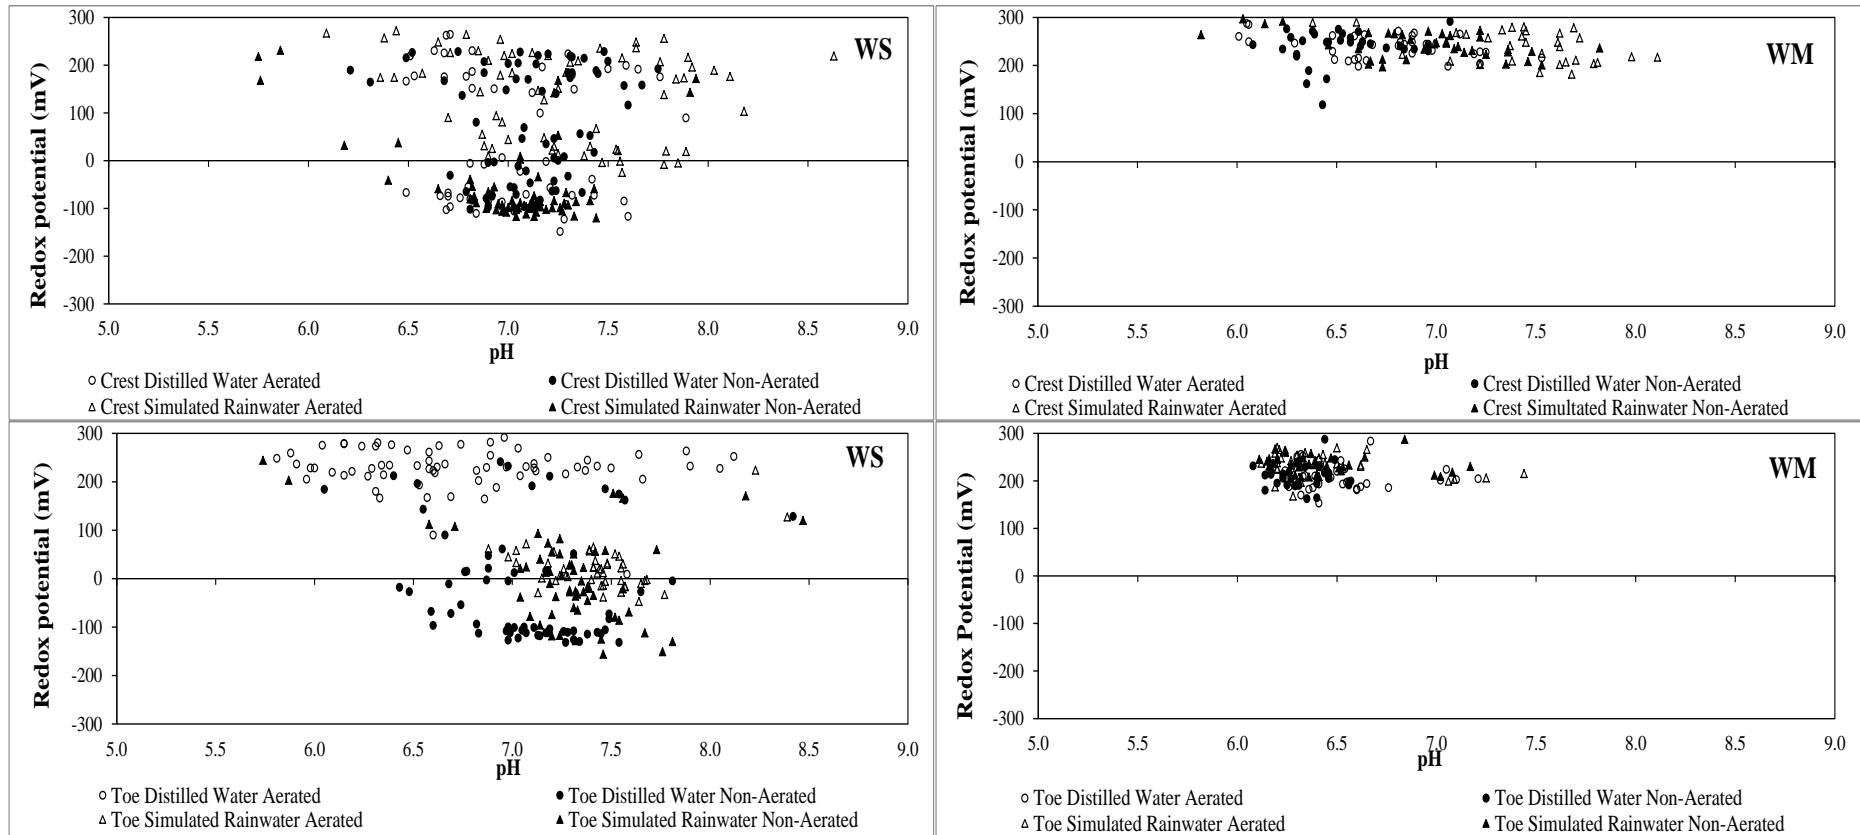 300
200
100
0
-100
-200
-300
Redox potential (mV)
WS
5.0 5.5 6.0 6.5 7.0 7.5 8.0 8.5 9.0
pH
○ Crest Distilled Water Aerated ● Crest Distilled Water Non-Aerated
△ Crest Simulated Rainwater Aerated ▲ Crest Simulated Rainwater Non-Aerated
300
200
100
0
-100
-200
-300
Redox potential (mV)
WM
5.0 5.5 6.0 6.5 7.0 7.5 8.0 8.5 9.0
pH
○ Crest Distilled Water Aerated ● Crest Distilled Water Non-Aerated
△ Crest Simulated Rainwater Aerated ▲ Crest Simultated Rainwater Non-Aerated
300
200
100
0
-100
-200
-300
Redox potential (mV)
WS
5.0 5.5 6.0 6.5 7.0 7.5 8.0 8.5 9.0
pH
○ Toe Distilled Water Aerated ● Toe Distilled Water Non-Aerated
△ Toe Simulated Rainwater Aerated ▲ Toe Simulated Rainwater Non-Aerated
300
200
100
0
-100
-200
-300
Redox Potential (mV)
WM
5.0 5.5 6.0 6.5 7.0 7.5 8.0 8.5 9.0
pH
○ Toe Distilled Water Aerated ● Toe Distilled Water Non-Aerated
△ Toe Simulated Rainwater Aerated ▲ Toe Simulated Rainwater Non-Aerated